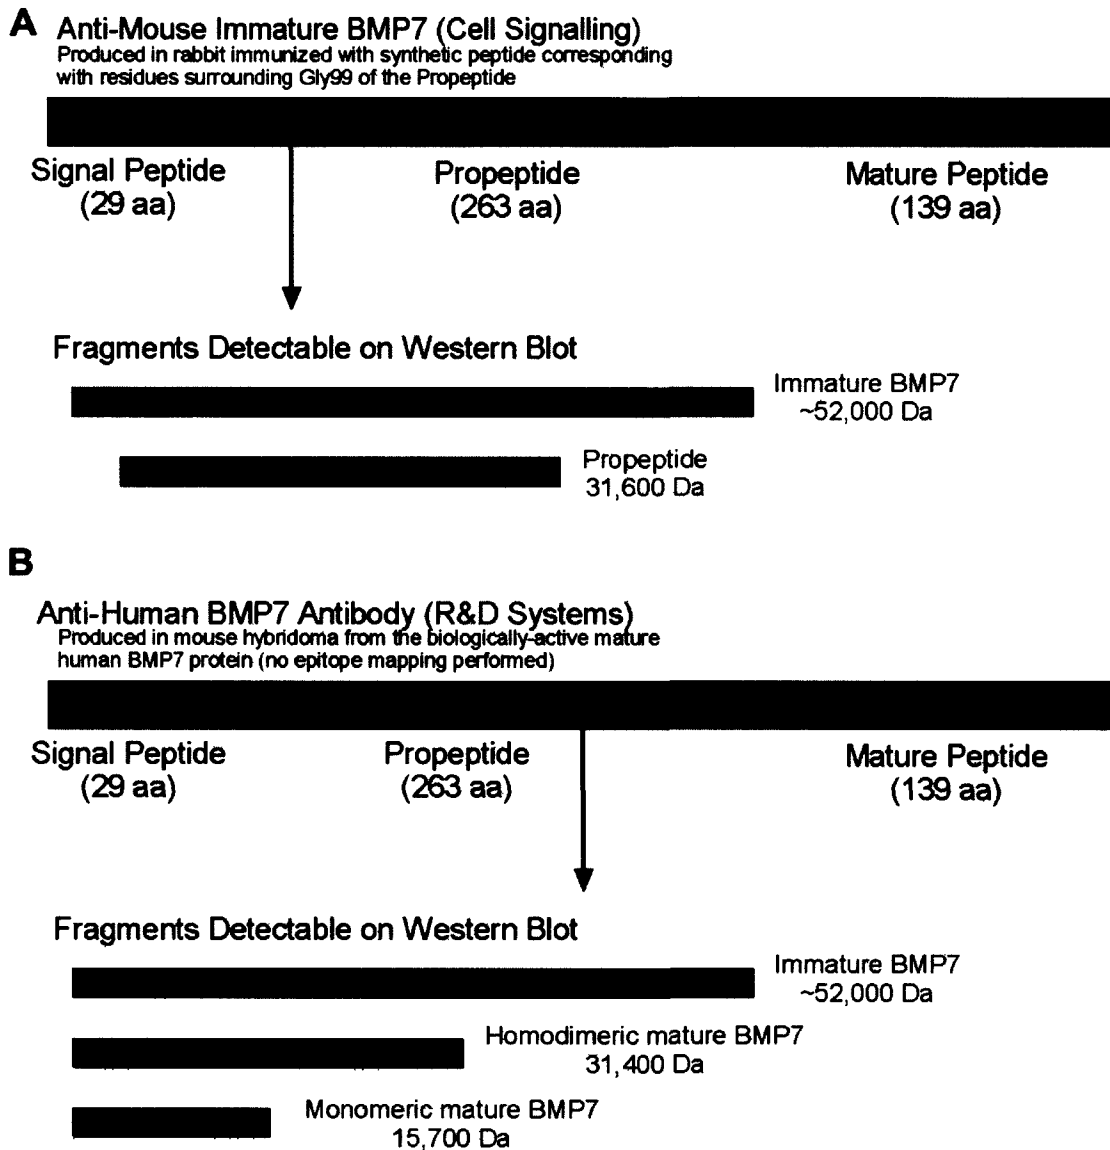 A
Anti-Mouse Immature BMP7 (Cell Signalling)
Produced in rabbit immunized with synthetic peptide corresponding
with residues surrounding Gly99 of the Propeptide
Signal Peptide
(29 aa)
Propeptide
(263 aa)
Mature Peptide
(139 aa)
Fragments Detectable on Western Blot
Immature BMP7
~52,000 Da
Propeptide
31,600 Da
B
Anti-Human BMP7 Antibody (R&D Systems)
Produced in mouse hybridoma from the biologically-active mature
human BMP7 protein (no epitope mapping performed)
Signal Peptide
(29 aa)
Propeptide
(263 aa)
Mature Peptide
(139 aa)
Fragments Detectable on Western Blot
Immature BMP7
~52,000 Da
Homodimeric mature BMP7
31,400 Da
Monomeric mature BMP7
15,700 Da